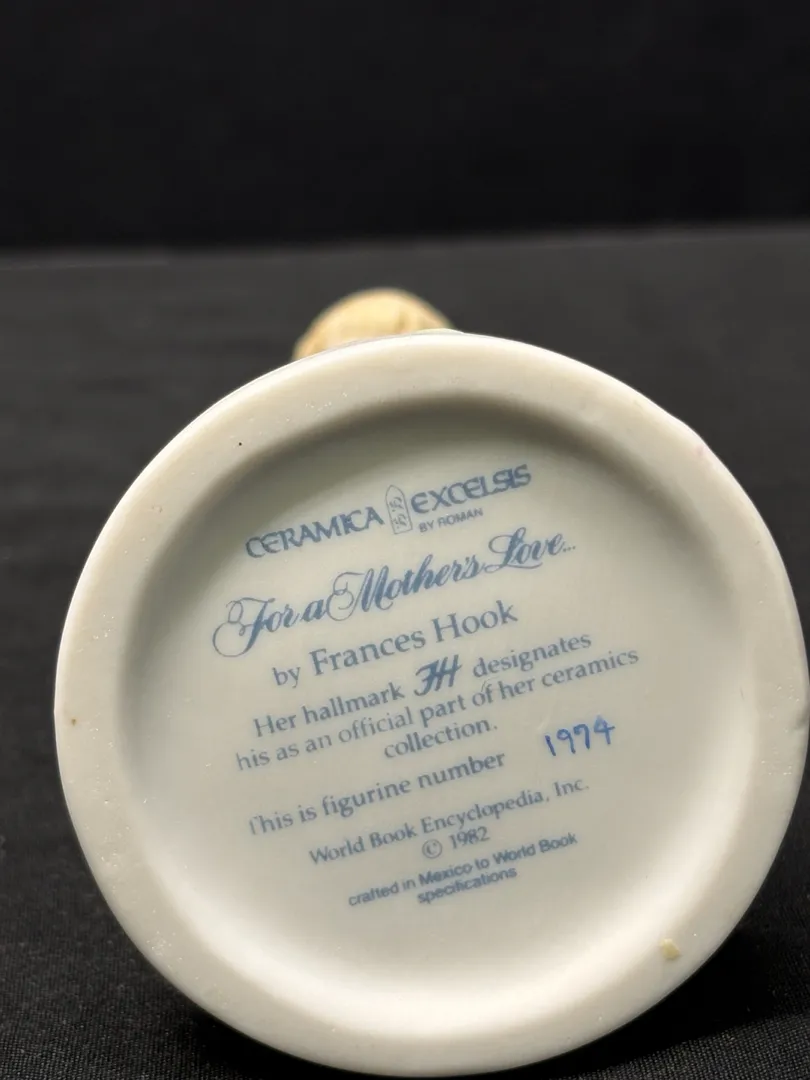 CERAMICA EXCELSIS
BY ROMAN
For a Mother's Love...
by Frances Hook
Her hallmark FH designates
his as an official part of her ceramics
collection.
This is figurine number 1974
World Book Encyclopedia, Inc.
© 1982
crafted in Mexico to World Book
specifications